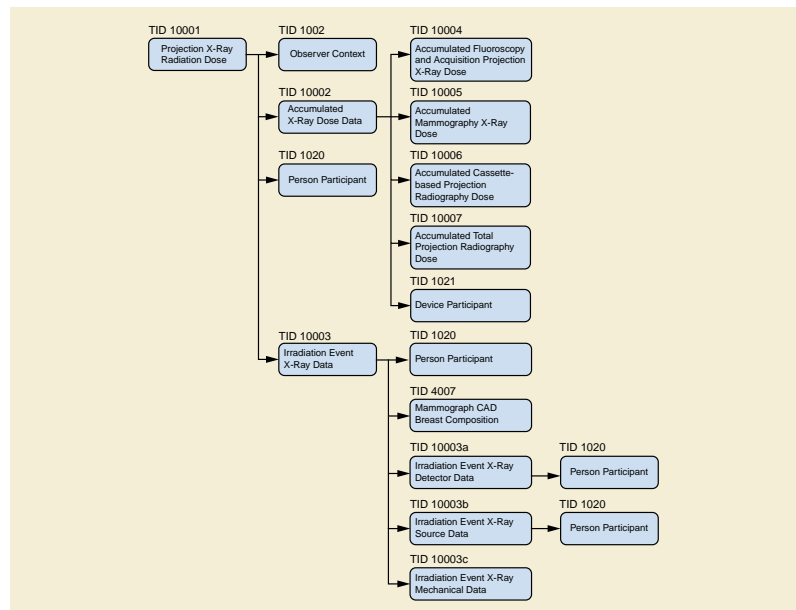 TID 10001
Projection X-Ray
Radiation Dose
TID 1002
Observer Context
TID 10002
Accumulated
X-Ray Dose Data
TID 1020
Person Participant
TID 10003
Irradiation Event
X-Ray Data
TID 10004
Accumulated Fluoroscopy
and Acquisition Projection
X-Ray Dose
TID 10005
Accumulated
Mammography X-Ray
Dose
TID 10006
Accumulated Cassette-
based Projection
Radiography Dose
TID 10007
Accumulated Total
Projection Radiography
Dose
TID 1021
Device Participant
TID 1020
Person Participant
TID 4007
Mammograph CAD
Breast Composition
TID 10003a
Irradiation Event X-Ray
Detector Data
TID 1020
Person Participant
TID 10003b
Irradiation Event X-Ray
Source Data
TID 1020
Person Participant
TID 10003c
Irradiation Event X-Ray
Mechanical Data